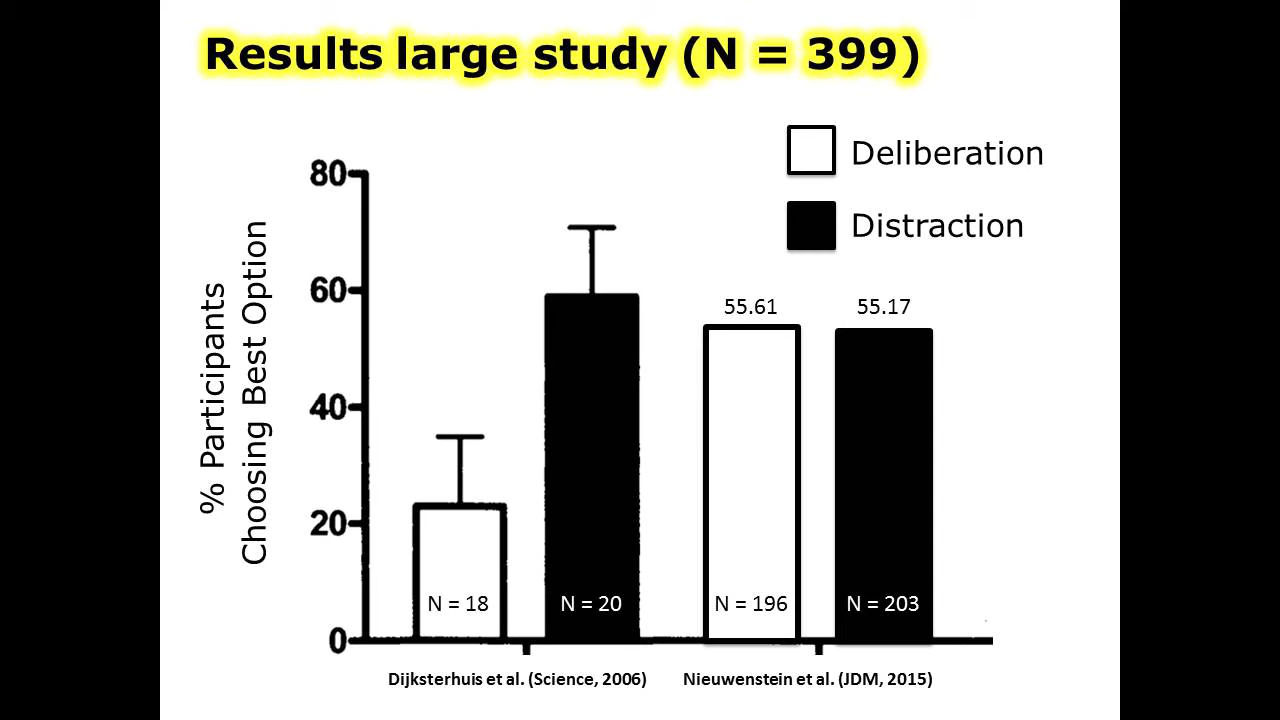 Results large study (N = 399)
Deliberation
Distraction
80
60
40
20
0
% Participants
Choosing Best Option
55.61
55.17
N = 18
N = 20
N = 196
N = 203
Dijksterhuis et al. (Science, 2006)
Nieuwenstein et al. (JDM, 2015)